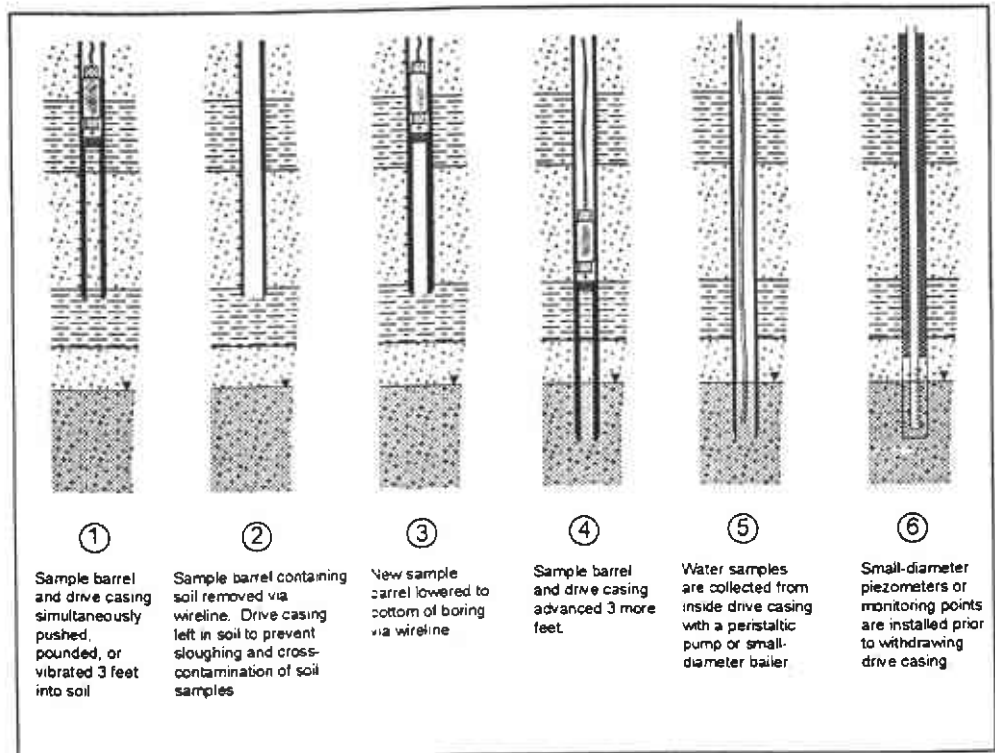 1
2
3
4
5
6
Sample barrel
and drive casing
simultaneously
pushed,
pounded, or
vibrated 3 feet
into soil
Sample barrel containing
soil removed via
wireline. Drive casing
left in soil to prevent
sloughing and cross-
contamination of soil
samples
New sample
barrel lowered to
bottom of boring
via wireline
Sample barrel
and drive casing
advanced 3 more
feet.
Water samples
are collected from
inside drive casing
with a peristaltic
pump or small-
diameter bailer
Small-diameter
piezometers or
monitoring points
are installed prior
to withdrawing
drive casing